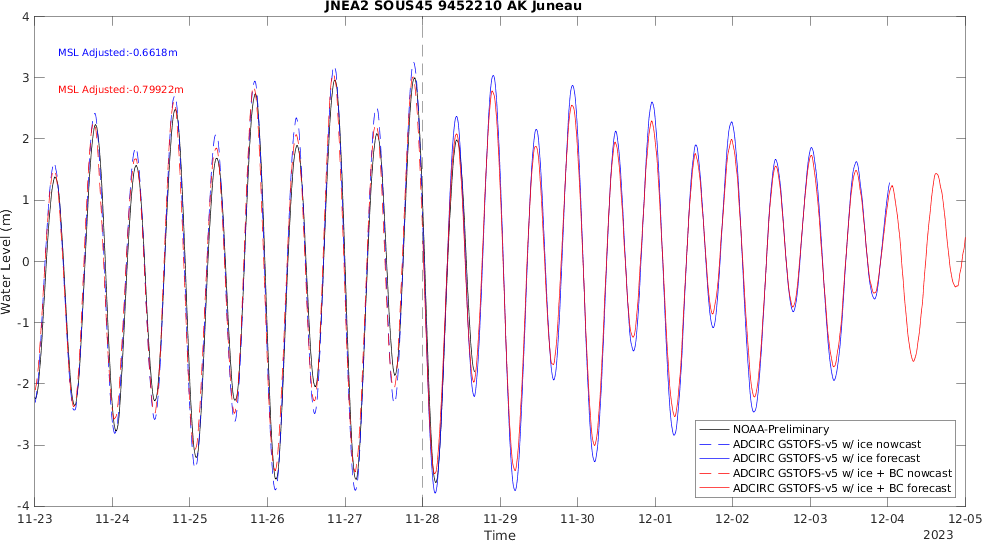 JNEA2 SOUS45 9452210 AK Juneau
MSL Adjusted:-0.6618m
MSL Adjusted:-0.79922m
Water Level (m)
4
3
2
1
0
-1
-2
-3
-4
NOAA-Preliminary
ADCIRC GSTOFS-v5 w/ ice nowcast
ADCIRC GSTOFS-v5 w/ ice forecast
ADCIRC GSTOFS-v5 w/ ice + BC nowcast
ADCIRC GSTOFS-v5 w/ ice + BC forecast
11-23 11-24 11-25 11-26 11-27 11-28 11-29 11-30 12-01 12-02 12-03 12-04 12-05
Time
2023